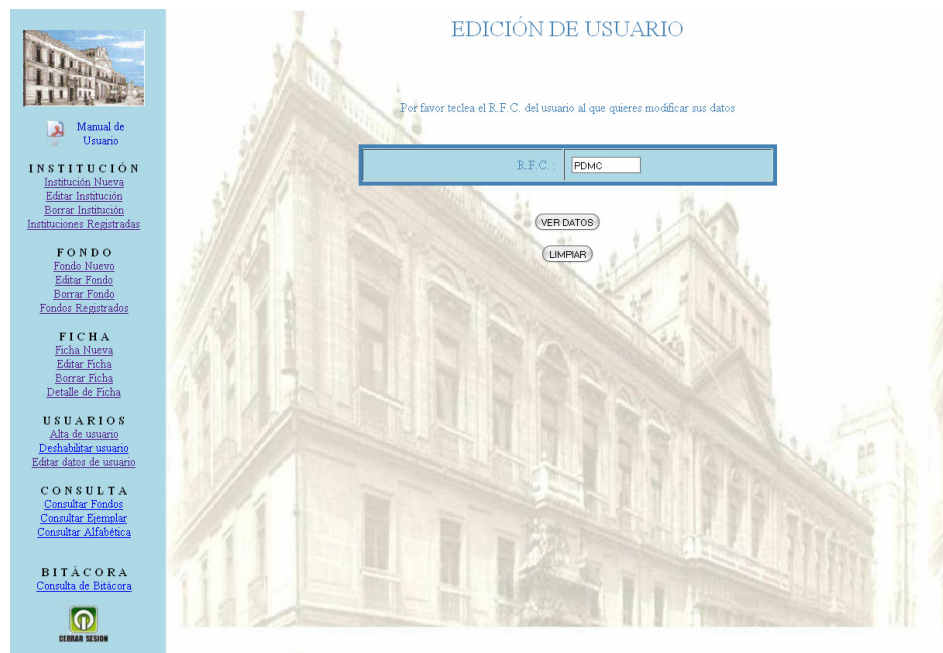 EDICIÓN DE USUARIO
Por favor teclea el R.F.C. del usuario al que quieres modificar sus datos
R.F.C. : PDMC
VER DATOS
LIMPIAR
Manual de
Usuario
INSTITUCIÓN
Institución Nueva
Editar Institución
Borrar Institución
Instituciones Registradas
FONDO
Fondo Nuevo
Editar Fondo
Borrar Fondo
Fondos Registrados
FICHA
Ficha Nueva
Editar Ficha
Borrar Ficha
Detalle de Ficha
USUARIOS
Alta de usuario
Deshabilitar usuario
Editar datos de usuario
CONSULTA
Consultar Fondos
Consultar Ejemplar
Consultar Alfabética
BITÁCORA
Consulta de Bitácora
CERRAR SESION